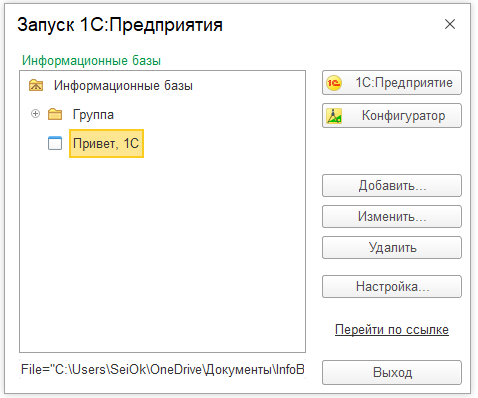 Запуск 1С:Предприятия
Информационные базы
Информационные базы
Группа
Привет, 1С
1С:Предприятие
Конфигуратор
Добавить...
Изменить...
Удалить
Настройка...
Перейти по ссылке
File="C:\Users\SeiOk\OneDrive\Документы\InfoB
Выход